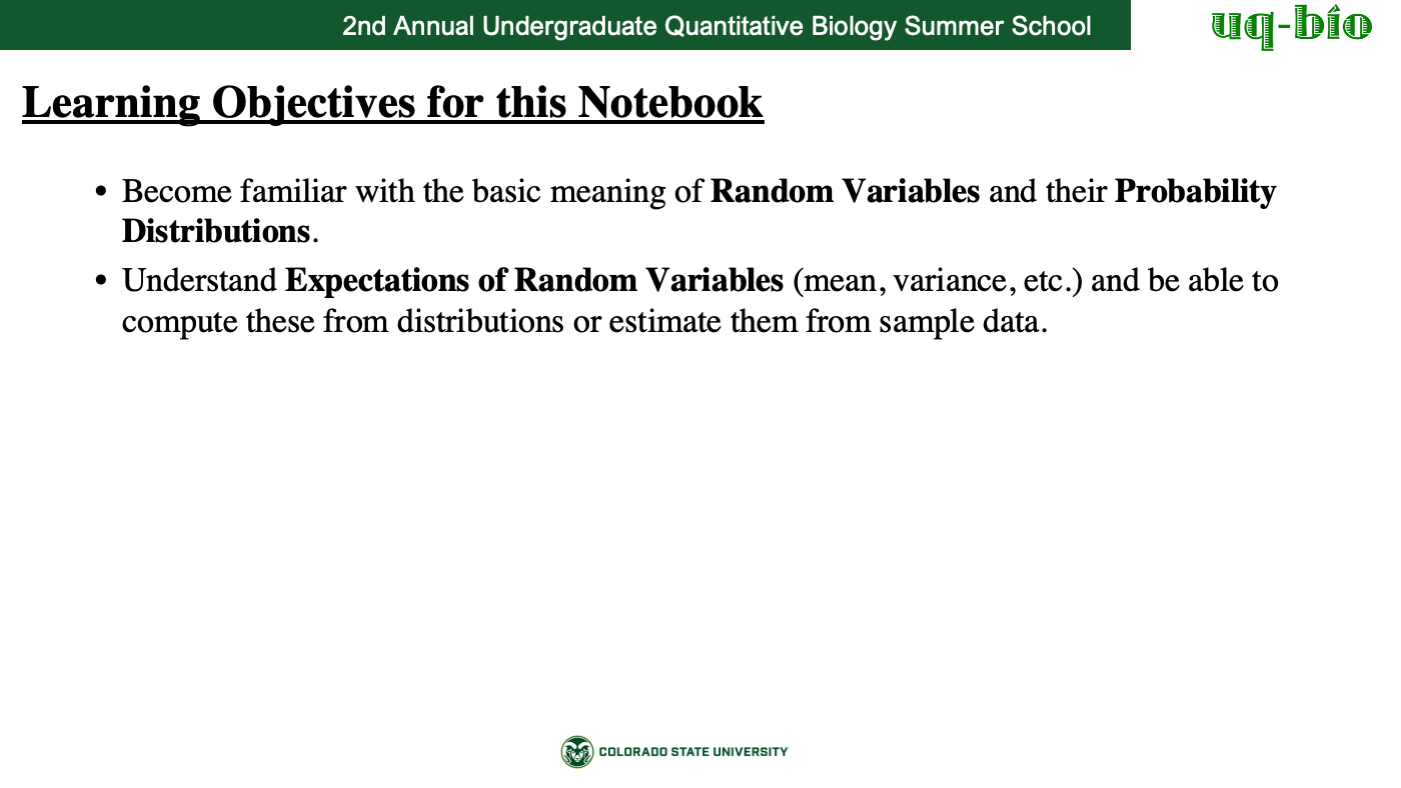 2nd Annual Undergraduate Quantitative Biology Summer School
uq-bio
Learning Objectives for this Notebook
• Become familiar with the basic meaning of Random Variables and their Probability
Distributions.
• Understand Expectations of Random Variables (mean, variance, etc.) and be able to
compute these from distributions or estimate them from sample data.
COLORADO STATE UNIVERSITY